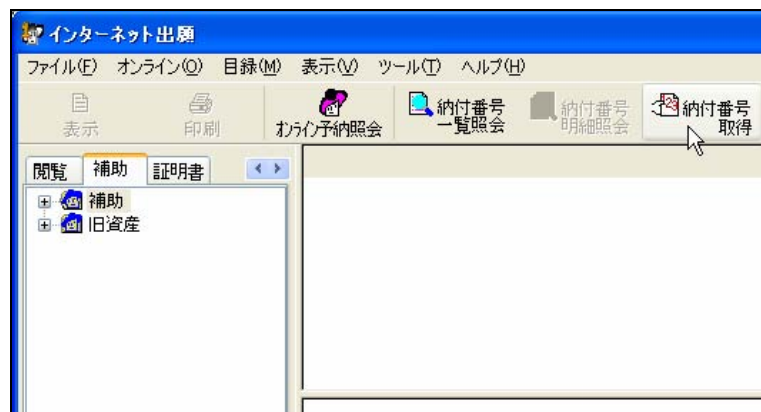 インターネット出願
ファイル(F) オンライン(O) 目録(M) 表示(V) ツール(T) ヘルプ(H)
表示
印刷
オンライン予納照会
納付番号
一覧照会
納付番号
明細照会
123
納付番号
取得
閲覧 補助 証明書
補助
旧資産